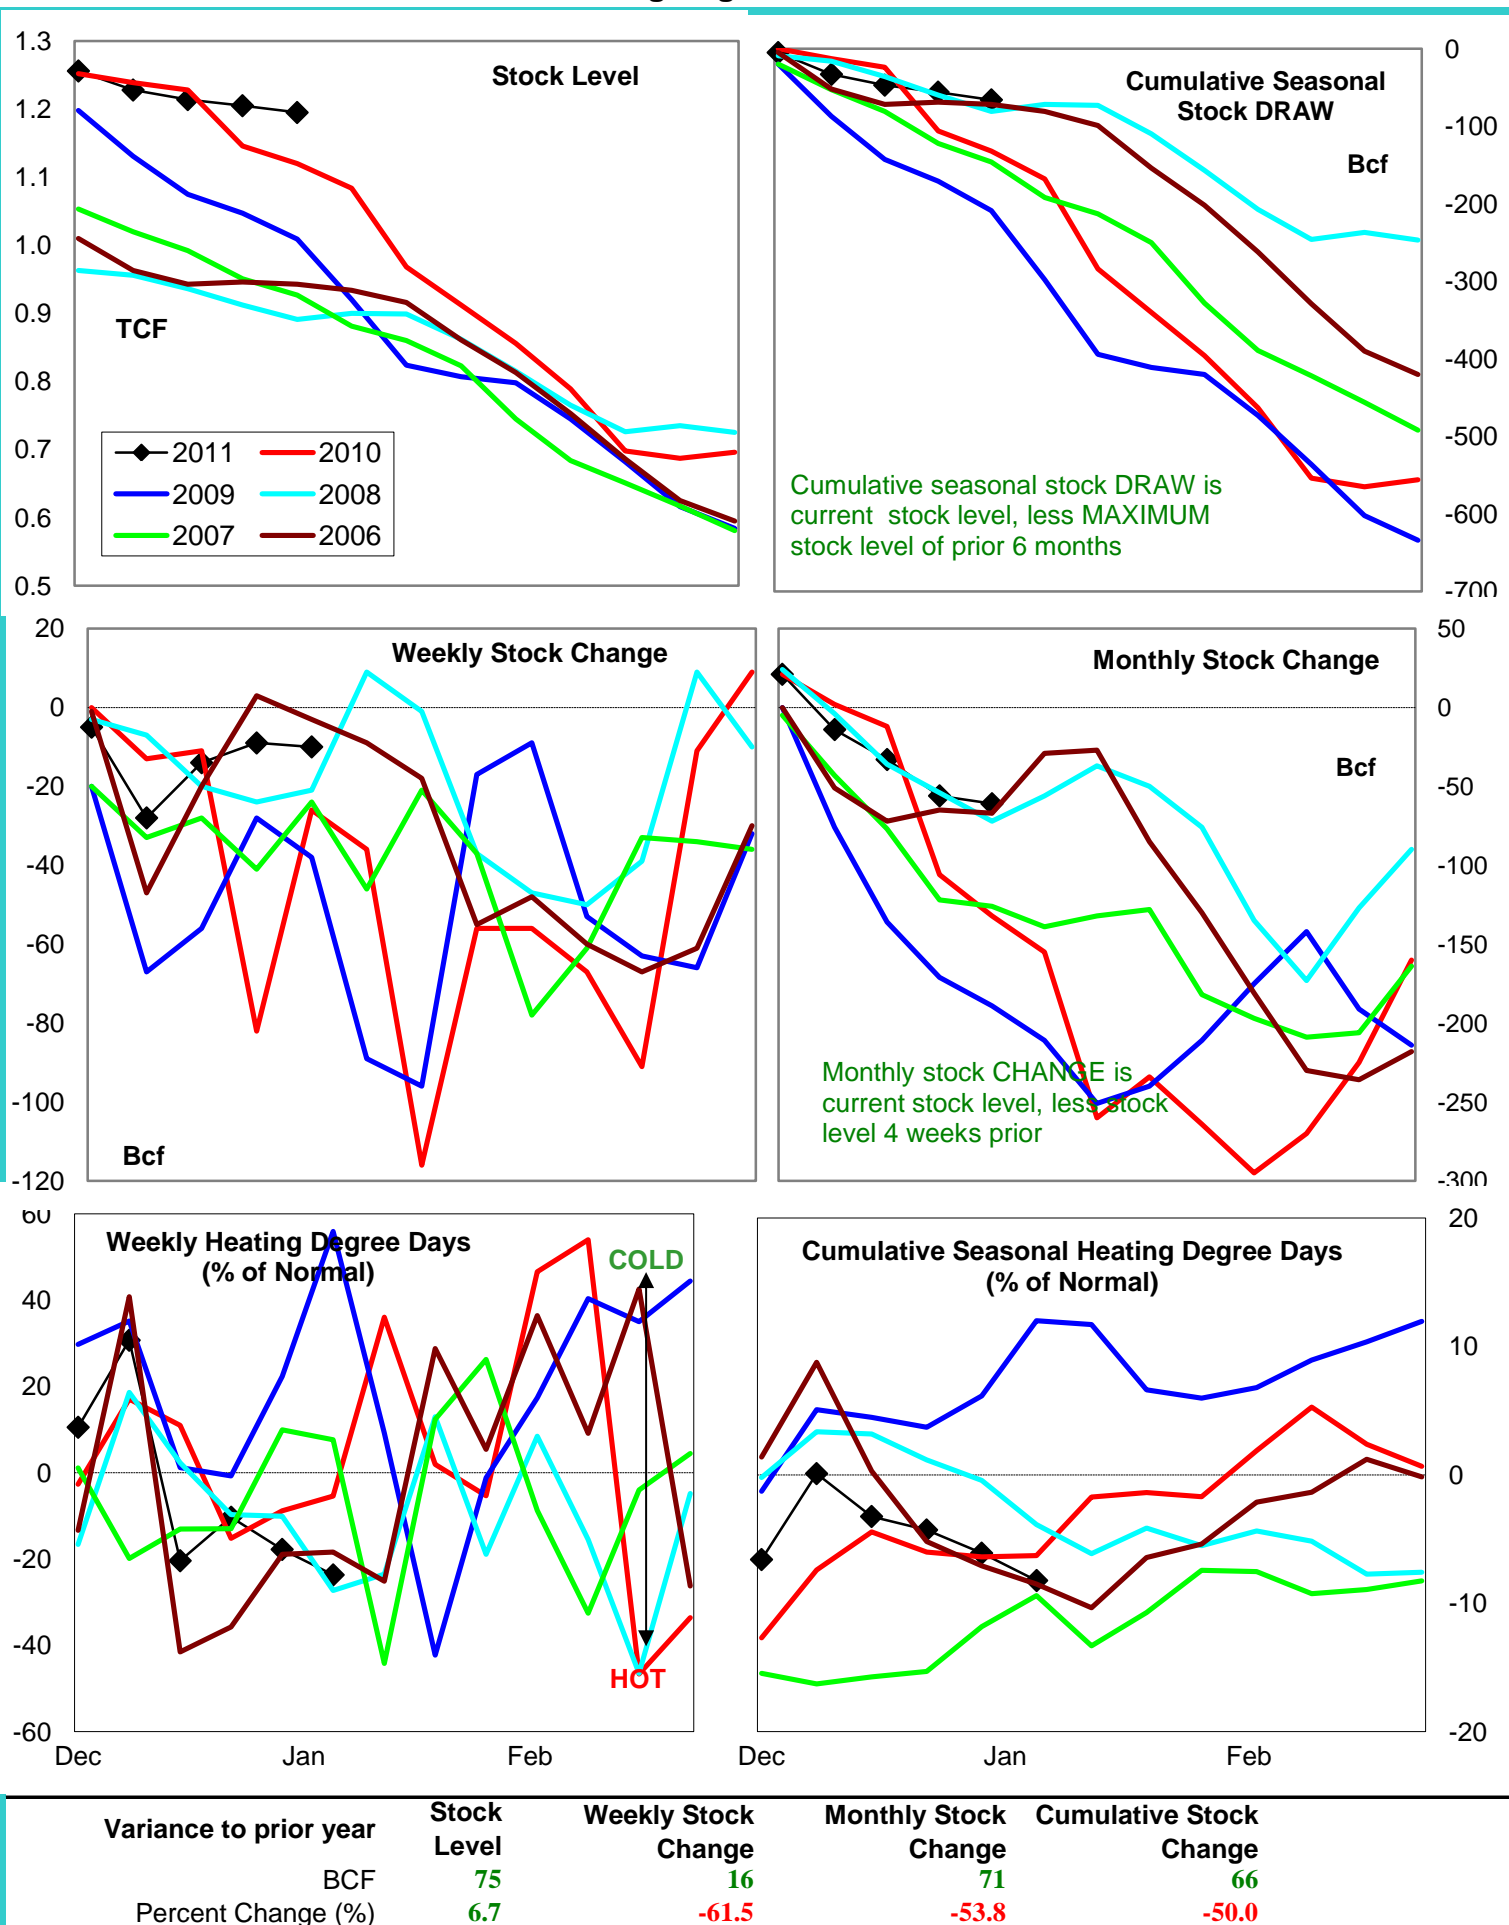 1.3
1.2
1.1
1.0
0.9
0.8
0.7
0.6
0.5
Stock Level
TCF
2011 2010
2009 2008
2007 2006
Cumulative Seasonal
Stock DRAW
Bcf
Cumulative seasonal stock DRAW is
current stock level, less MAXIMUM
stock level of prior 6 months
0
-100
-200
-300
-400
-500
-600
-700
20
0
-20
-40
-60
-80
-100
-120
Weekly Stock Change
Bcf
Monthly Stock Change
Bcf
Monthly stock CHANGE is
current stock level, less stock
level 4 weeks prior
50
0
-50
-100
-150
-200
-250
-300
60
40
20
0
-20
-40
-60
Weekly Heating Degree Days
(% of Normal)
COLD
HOT
Dec Jan Feb
Cumulative Seasonal Heating Degree Days
(% of Normal)
20
10
0
-10
-20
Dec Jan Feb
Variance to prior year
Stock Level
Weekly Stock Change
Monthly Stock Change
Cumulative Stock Change
BCF 75 16 71 66
Percent Change (%) 6.7 -61.5 -53.8 -50.0